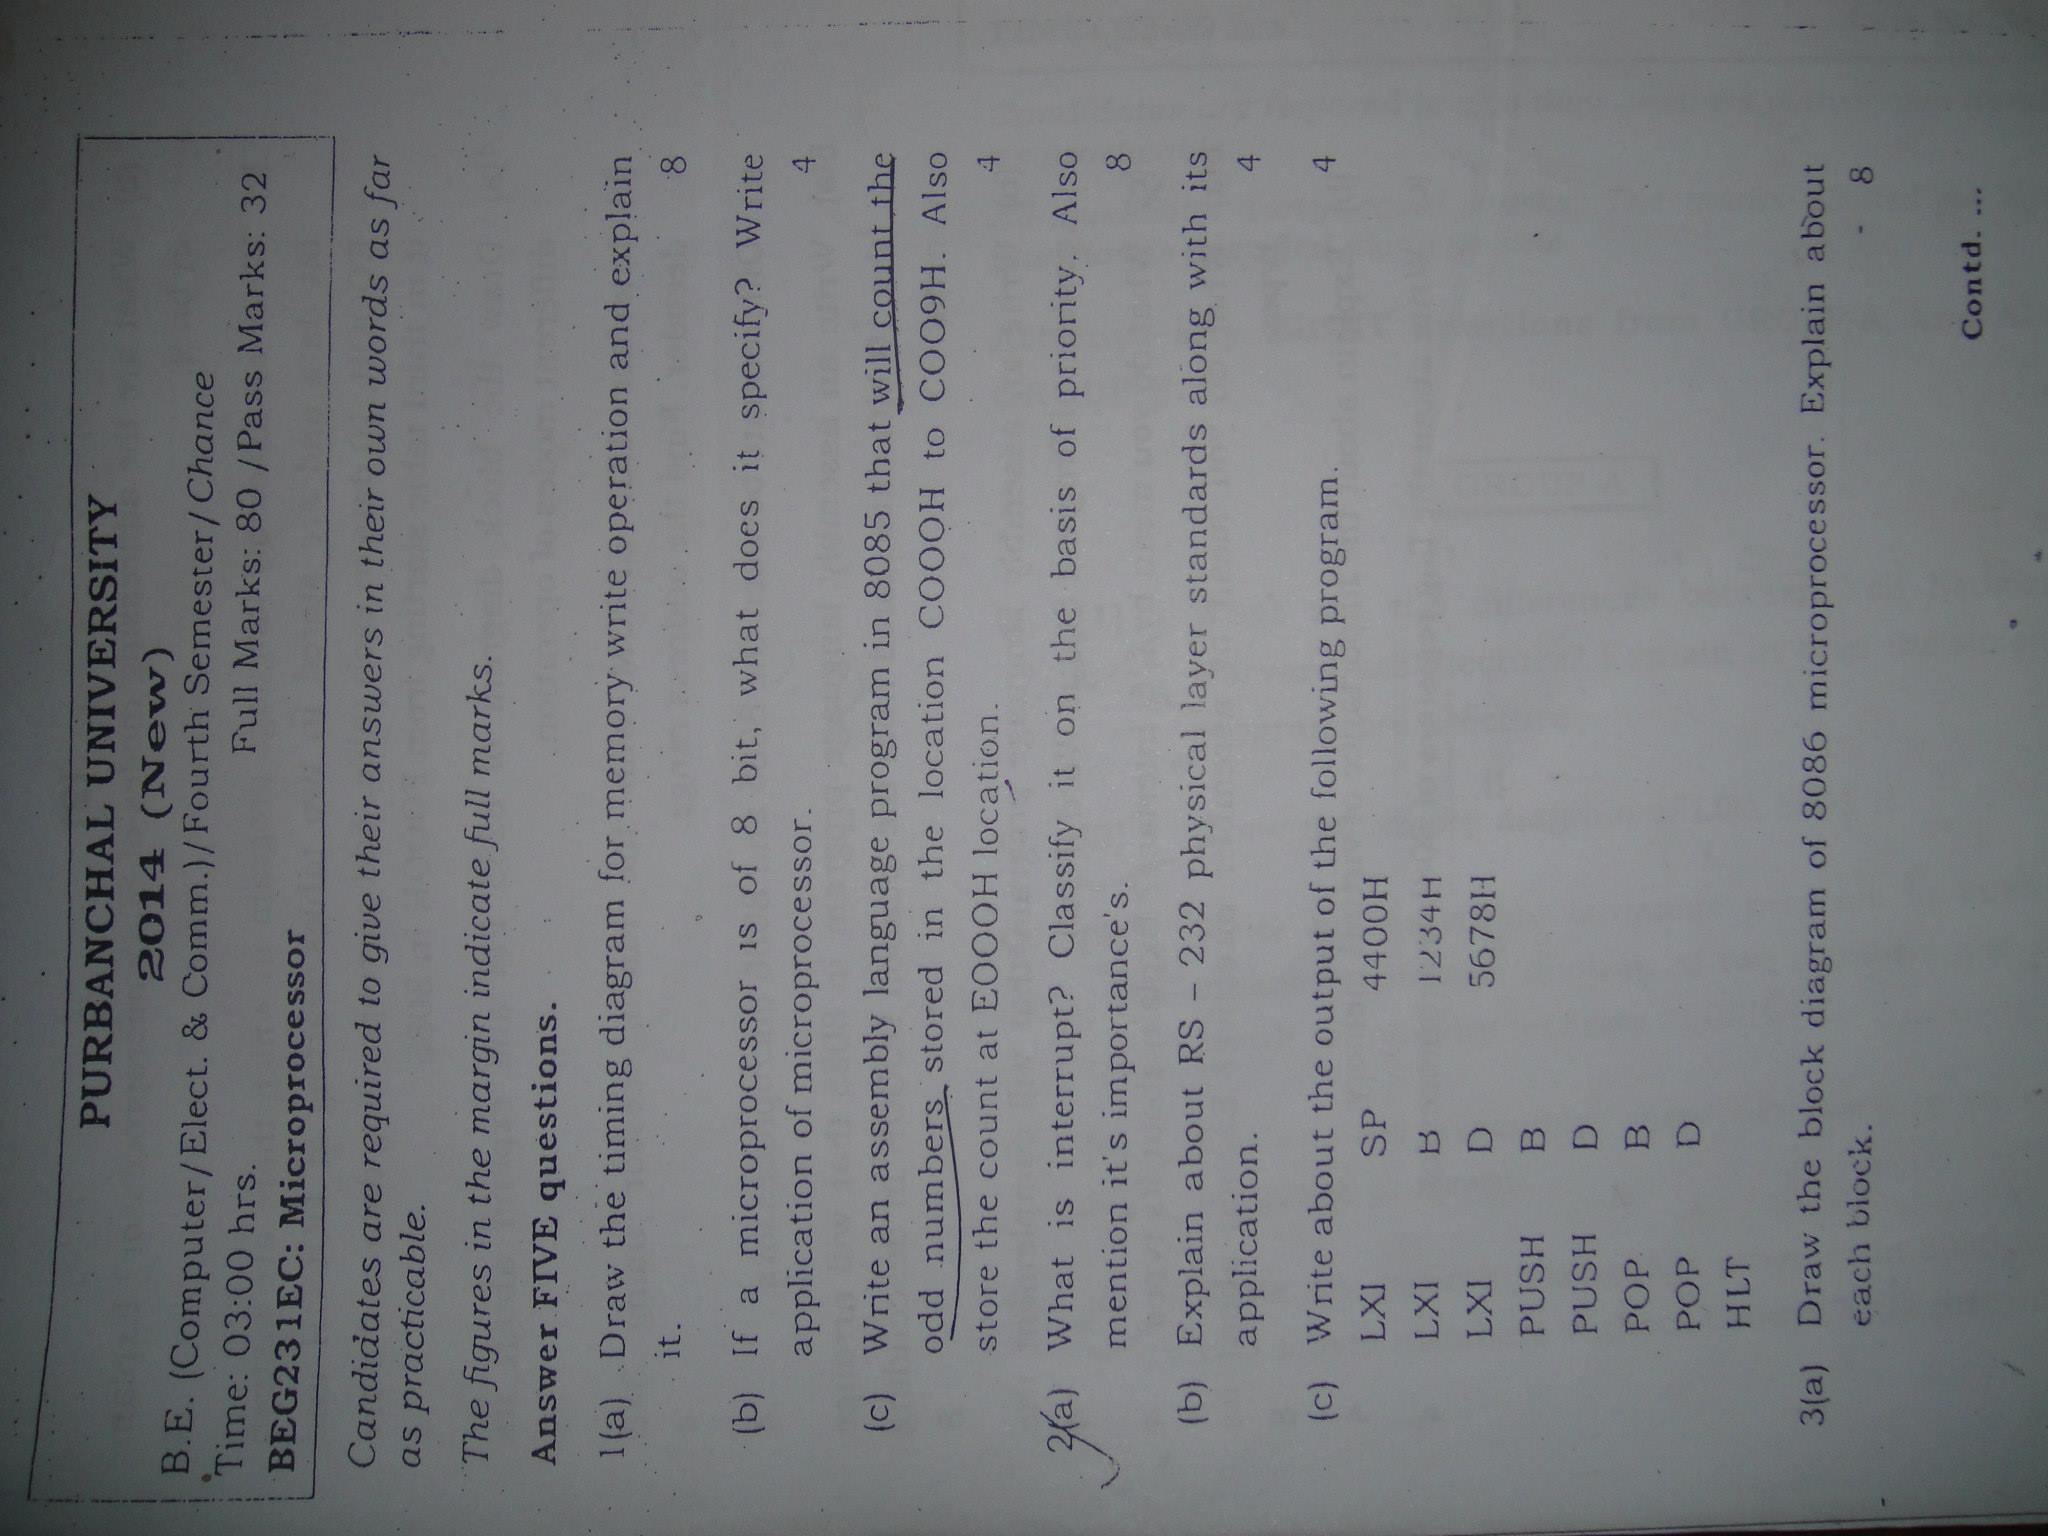 PURBANCHAL UNIVERSITY
2014 (New)
B.E. (Computer/Elect. & Comm.)/Fourth Semester/Chance
Time: 03:00 hrs. Full Marks: 80 /Pass Marks: 32
BEG231EC: Microprocessor
Candidates are required to give their answers in their own words as far
as practicable.
The figures in the margin indicate full marks.
Answer FIVE questions.
1(a) Draw the timing diagram for memory write operation and explain
it. 8
(b) If a microprocessor is of 8 bit, what does it specify? Write
application of microprocessor. 4
(c) Write an assembly language program in 8085 that will count the
odd numbers stored in the location COOOH to COO9H. Also
store the count at EOOOH location. 4
2(a) What is interrupt? Classify it on the basis of priority. Also
mention it's importance's. 8
(b) Explain about RS – 232 physical layer standards along with its
application. 4
(c) Write about the output of the following program. 4
LXI SP 4400H
LXI B 1234H
LXI D 5678H
PUSH B
PUSH D
POP B
POP D
HLT
3(a) Draw the block diagram of 8086 microprocessor. Explain about
each block. - 8
Contd. ...